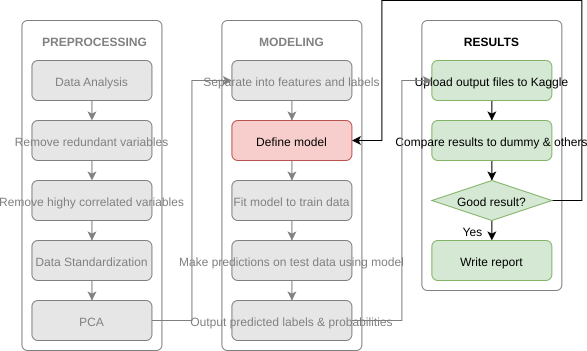 PREPROCESSING
Data Analysis
Remove redundant variables
Remove highy correlated variables
Data Standardization
PCA
MODELING
Separate into features and labels
Define model
Fit model to train data
Make predictions on test data using model
Output predicted labels & probabilities
RESULTS
Upload output files to Kaggle
Compare results to dummy & others
Good result?
Yes
Write report